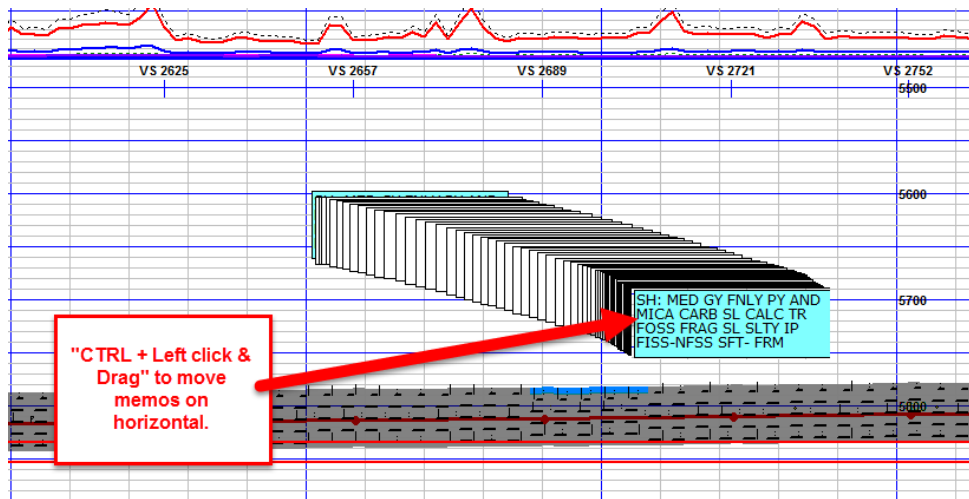 VS 2625 VS 2657 VS 2689 VS 2721 VS 2752
5500
5600
5700
SH: MED GY FNLY PY AND
MICA CARB SL CALC TR
FOSS FRAG SL SLTY IP
FISS-NFSS SFT- FRM
"CTRL + Left click &
Drag" to move
memos on
horizontal.